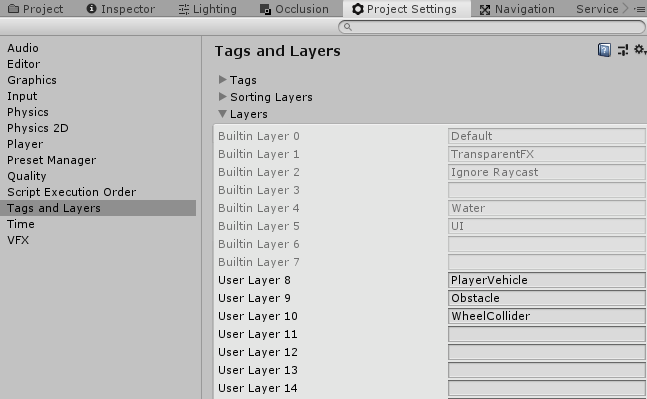 Project Inspector Lighting Occlusion Project Settings Navigation Service
Tags and Layers
Audio
Editor
Graphics
Input
Physics
Physics 2D
Player
Preset Manager
Quality
Script Execution Order
Tags and Layers
Time
VFX
Tags
Sorting Layers
Layers
Builtin Layer 0 Default
Builtin Layer 1 TransparentFX
Builtin Layer 2 Ignore Raycast
Builtin Layer 3
Builtin Layer 4 Water
Builtin Layer 5 UI
Builtin Layer 6
Builtin Layer 7
User Layer 8 PlayerVehicle
User Layer 9 Obstacle
User Layer 10 WheelCollider
User Layer 11
User Layer 12
User Layer 13
User Layer 14